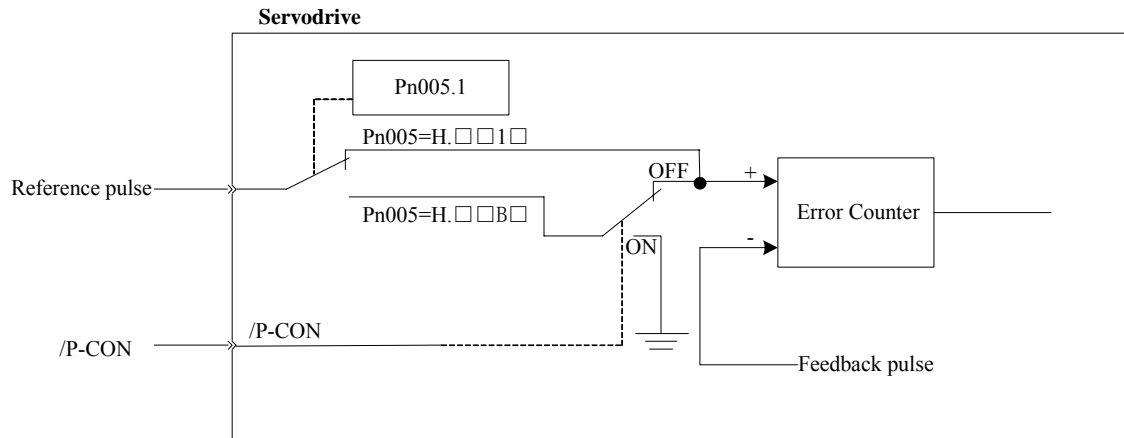 Servodrive
Pn005.1
Pn005=H.□□1□
Reference pulse
OFF
+
Error Counter
Pn005=H.□□B□
ON
-
/P-CON
/P-CON
Feedback pulse